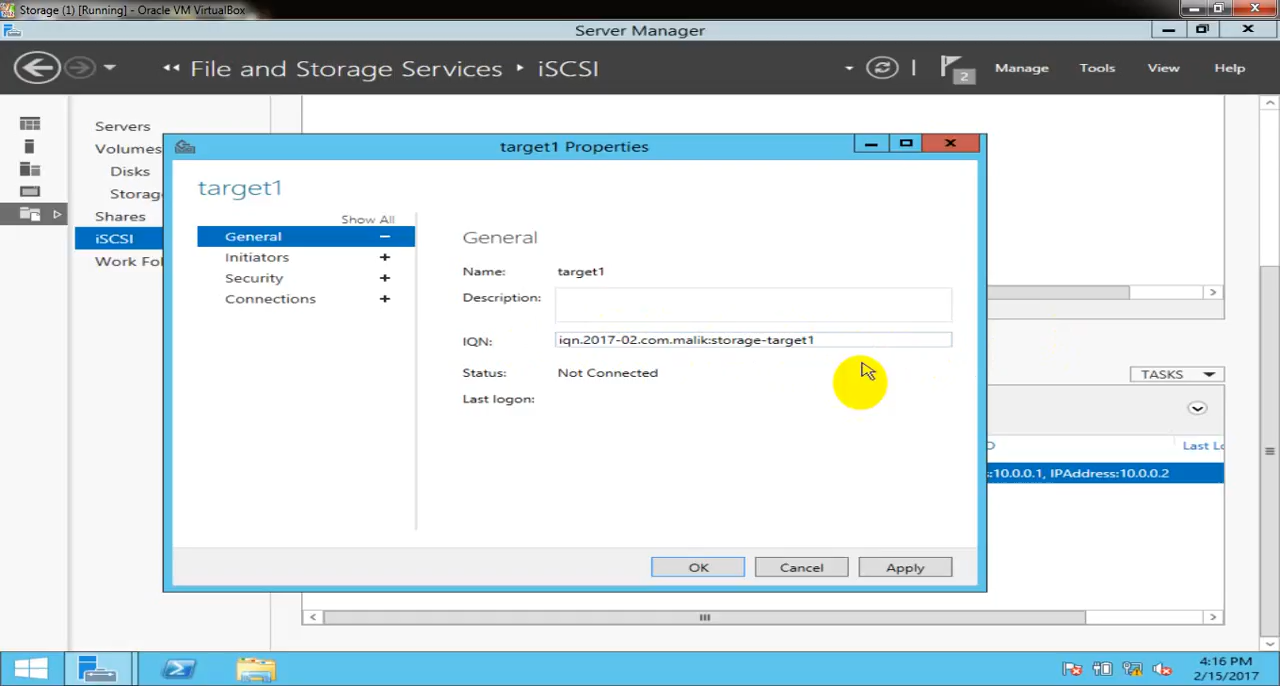 Storage (1) [Running] - Oracle VM VirtualBox
Server Manager
File and Storage Services iSCSI
2
Manage Tools View Help
Servers
Volumes
Disks
Storag
Shares
iSCSI
Work Fol
target1 Properties
target1
Show All
General
Initiators
Security
Connections
General
Name: target1
Description:
IQN: iqn.2017-02.com.malik:storage-target1
Status: Not Connected
Last logon:
OK Cancel Apply
TASKS
Last Lo
:10.0.0.1, IPAddress:10.0.0.2
4:16 PM
2/15/2017